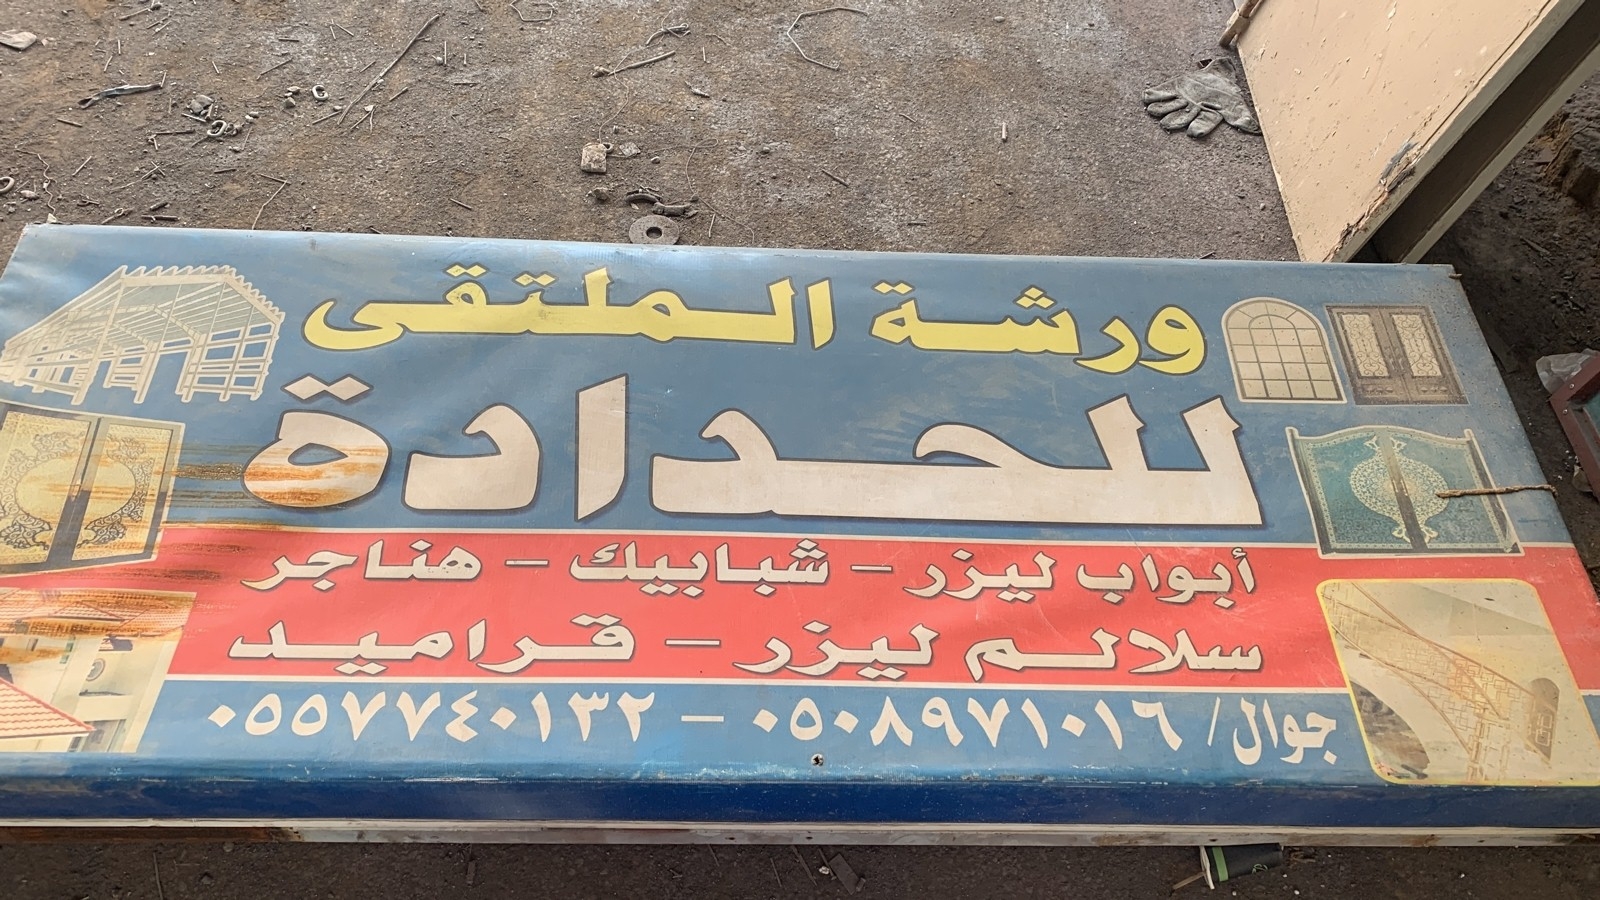 ورشة الملتقى
للحدادة
أبواب ليزر - شبابيك - هناجر
سلالم ليزر - قراميد
جوال/ ٠٥٠٨٩٧١٠١٦ - ٠٥٥٧٧٤٠١٣٢